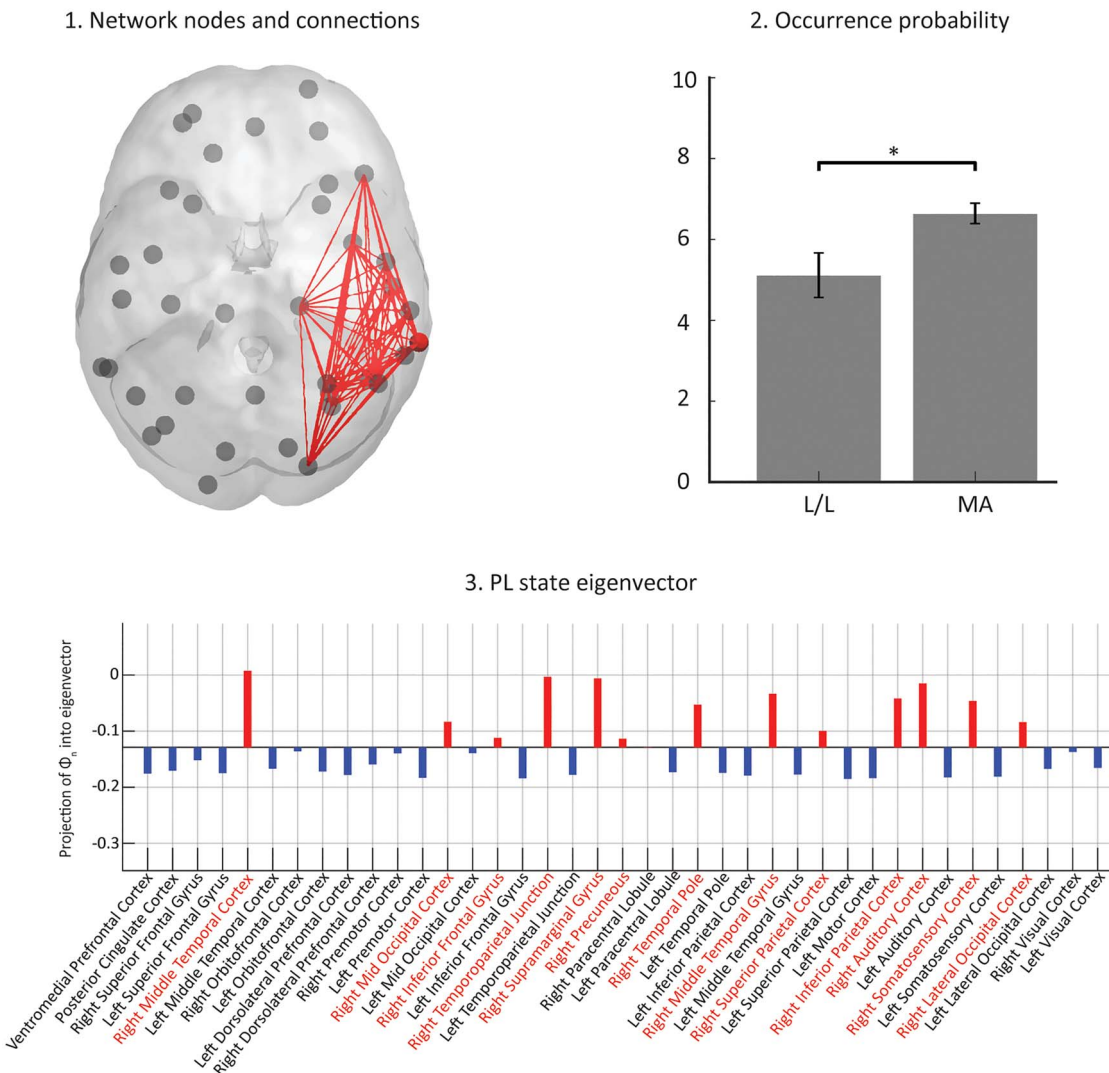 1. Network nodes and connections
2. Occurrence probability
10
8
6
4
2
0
*
L/L
MA
3. PL state eigenvector
Projection of Φn into eigenvector
0
-0.1
-0.2
-0.3
Ventromedial Prefrontal Cortex
Posterior Cingulate Cortex
Right Superior Frontal Gyrus
Left Superior Frontal Gyrus
Right Middle Temporal Cortex
Left Middle Temporal Cortex
Right Orbitofrontal Cortex
Left Orbitofrontal Cortex
Left Dorsolateral Prefrontal Cortex
Right Dorsolateral Prefrontal Cortex
Right Premotor Cortex
Left Premotor Cortex
Right Mid Occipital Cortex
Left Mid Occipital Cortex
Right Inferior Frontal Gyrus
Left Inferior Frontal Gyrus
Right Temporoparietal Junction
Left Temporoparietal Junction
Right Supramarginal Gyrus
Right Precuneous
Right Paracentral Lobule
Left Paracentral Lobule
Right Temporal Pole
Left Temporal Pole
Left Inferior Parietal Cortex
Right Middle Temporal Gyrus
Left Middle Temporal Gyrus
Right Superior Parietal Cortex
Left Superior Parietal Cortex
Left Motor Cortex
Right Inferior Parietal Cortex
Right Auditory Cortex
Left Auditory Cortex
Right Somatosensory Cortex
Left Somatosensory Cortex
Right Lateral Occipital Cortex
Left Lateral Occipital Cortex
Right Visual Cortex
Left Visual Cortex